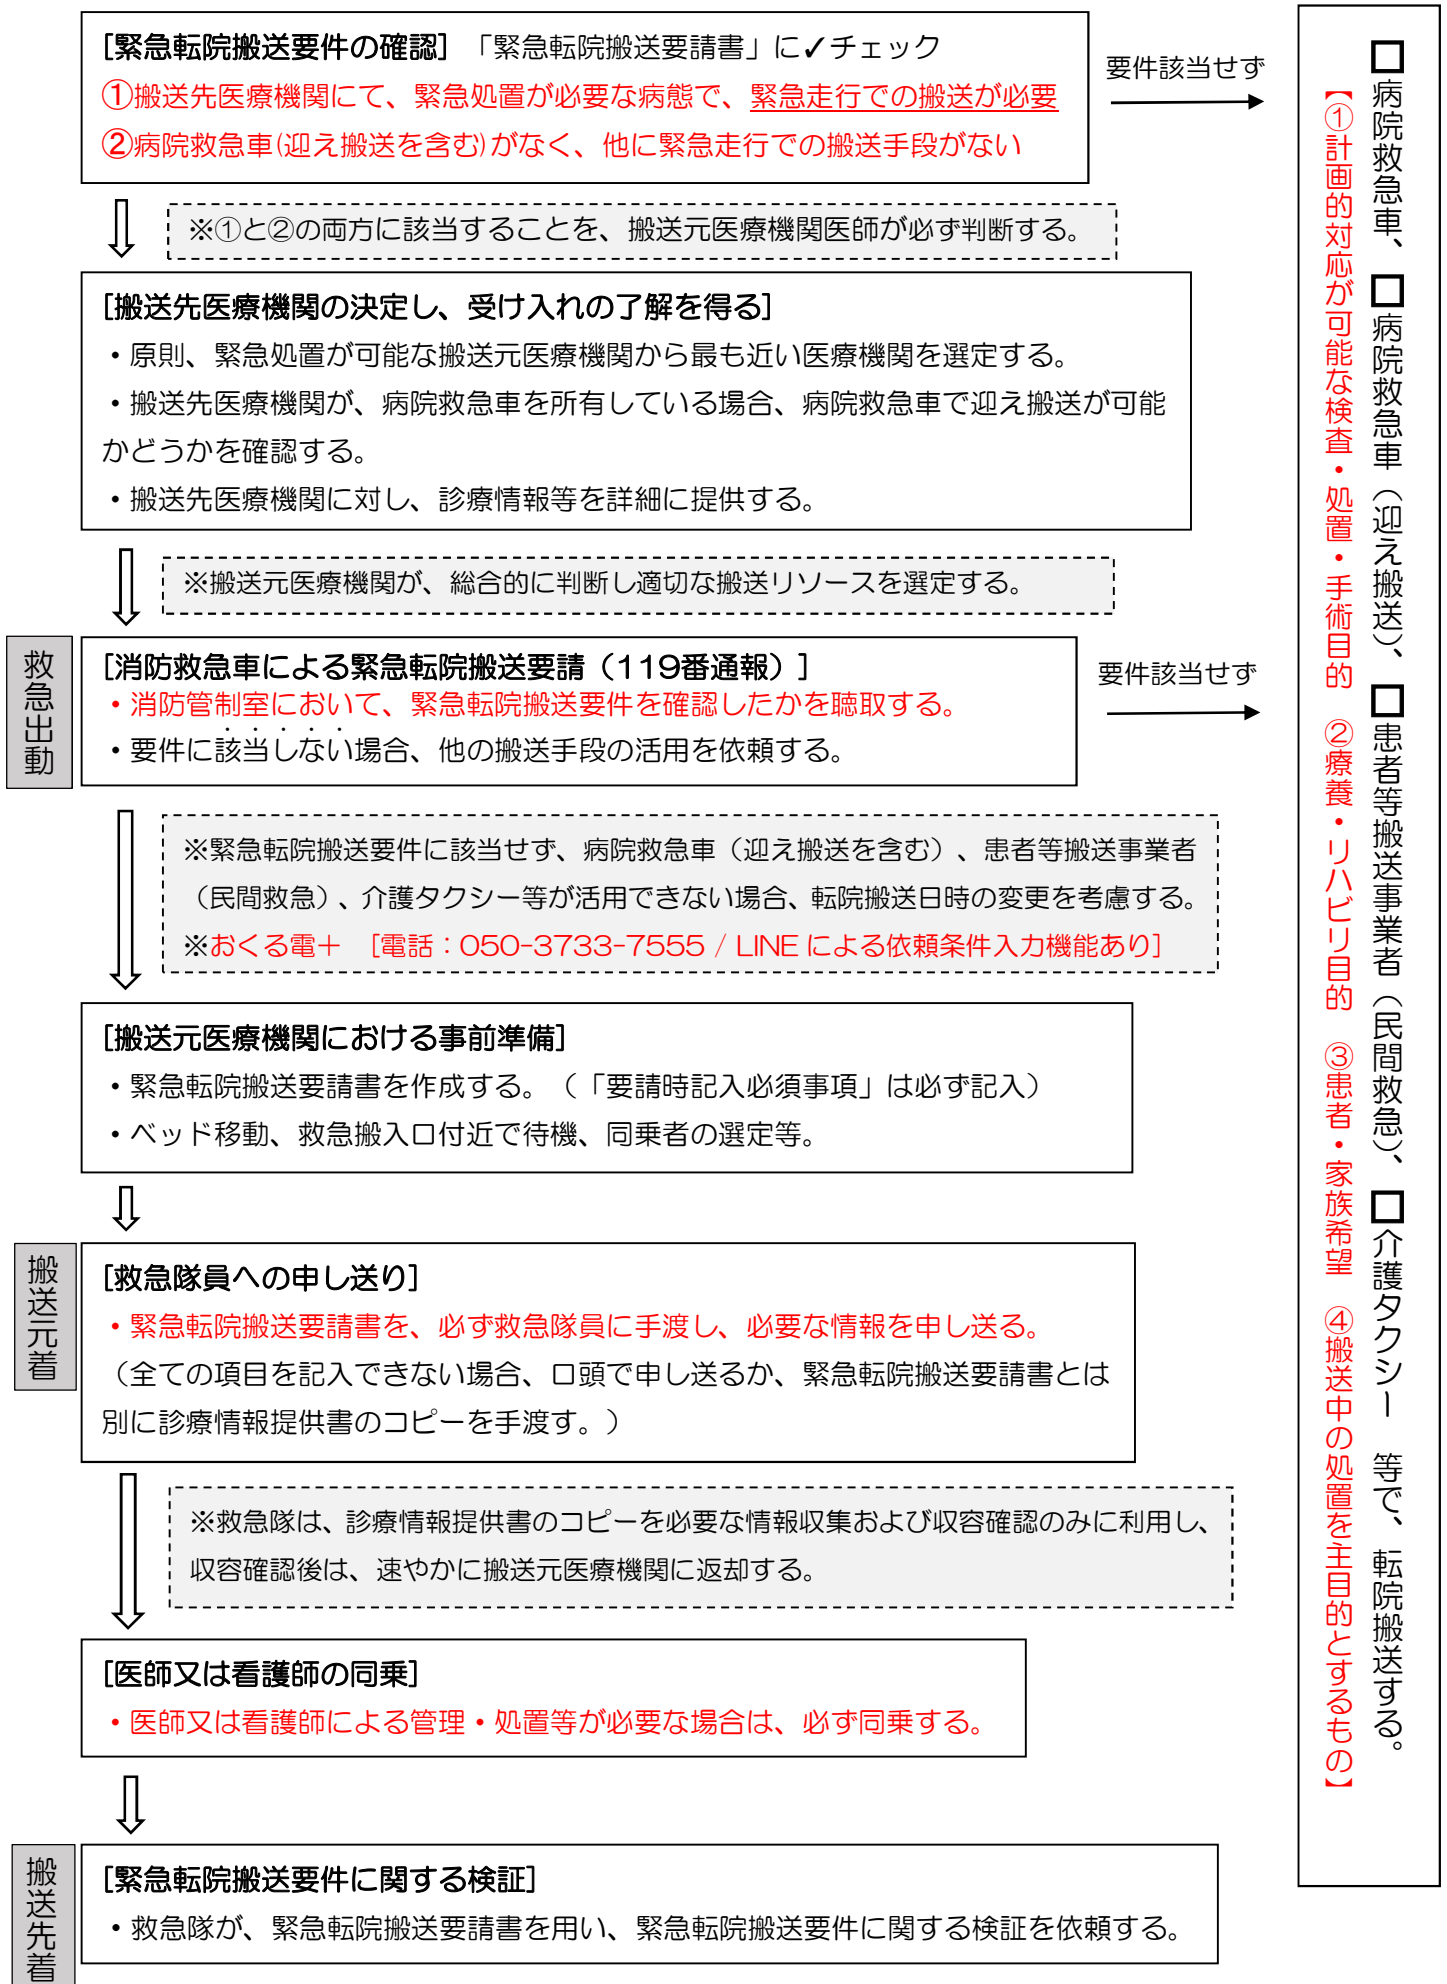 [緊急転院搬送要件の確認] 「緊急転院搬送要請書」に✓チェック
①搬送先医療機関にて、緊急処置が必要な病態で、緊急走行での搬送が必要
②病院救急車(迎え搬送を含む)がなく、他に緊急走行での搬送手段がない
要件該当せず
※①と②の両方に該当することを、搬送元医療機関医師が必ず判断する。
[搬送先医療機関の決定し、受け入れの了解を得る]
・原則、緊急処置が可能な搬送元医療機関から最も近い医療機関を選定する。
・搬送先医療機関が、病院救急車を所有している場合、病院救急車で迎え搬送が可能
かどうかを確認する。
・搬送先医療機関に対し、診療情報等を詳細に提供する。
※搬送元医療機関が、総合的に判断し適切な搬送リソースを選定する。
救急出動
[消防救急車による緊急転院搬送要請（119番通報）]
・消防管制室において、緊急転院搬送要件を確認したかを聴取する。
・要件に該当しない場合、他の搬送手段の活用を依頼する。
要件該当せず
※緊急転院搬送要件に該当せず、病院救急車（迎え搬送を含む）、患者等搬送事業者
（民間救急）、介護タクシー等が活用できない場合、転院搬送日時の変更を考慮する。
※おくる電＋ [電話：050-3733-7555 / LINE による依頼条件入力機能あり]
[搬送元医療機関における事前準備]
・緊急転院搬送要請書を作成する。（「要請時記入必須事項」は必ず記入）
・ベッド移動、救急搬入口付近で待機、同乗者の選定等。
搬送元着
[救急隊員への申し送り]
・緊急転院搬送要請書を、必ず救急隊員に手渡し、必要な情報を申し送る。
（全ての項目を記入できない場合、口頭で申し送るか、緊急転院搬送要請書とは
別に診療情報提供書のコピーを手渡す。）
※救急隊は、診療情報提供書のコピーを必要な情報収集および収容確認のみに利用し、
収容確認後は、速やかに搬送元医療機関に返却する。
[医師又は看護師の同乗]
・医師又は看護師による管理・処置等が必要な場合は、必ず同乗する。
搬送先着
[緊急転院搬送要件に関する検証]
・救急隊が、緊急転院搬送要請書を用い、緊急転院搬送要件に関する検証を依頼する。
□病院救急車、□病院救急車（迎え搬送）、□患者等搬送事業者（民間救急）、□介護タクシー 等で、転院搬送する。
【①計画的対応が可能な検査・処置・手術目的 ②療養・リハビリ目的 ③患者・家族希望 ④搬送中の処置を主目的とするもの】